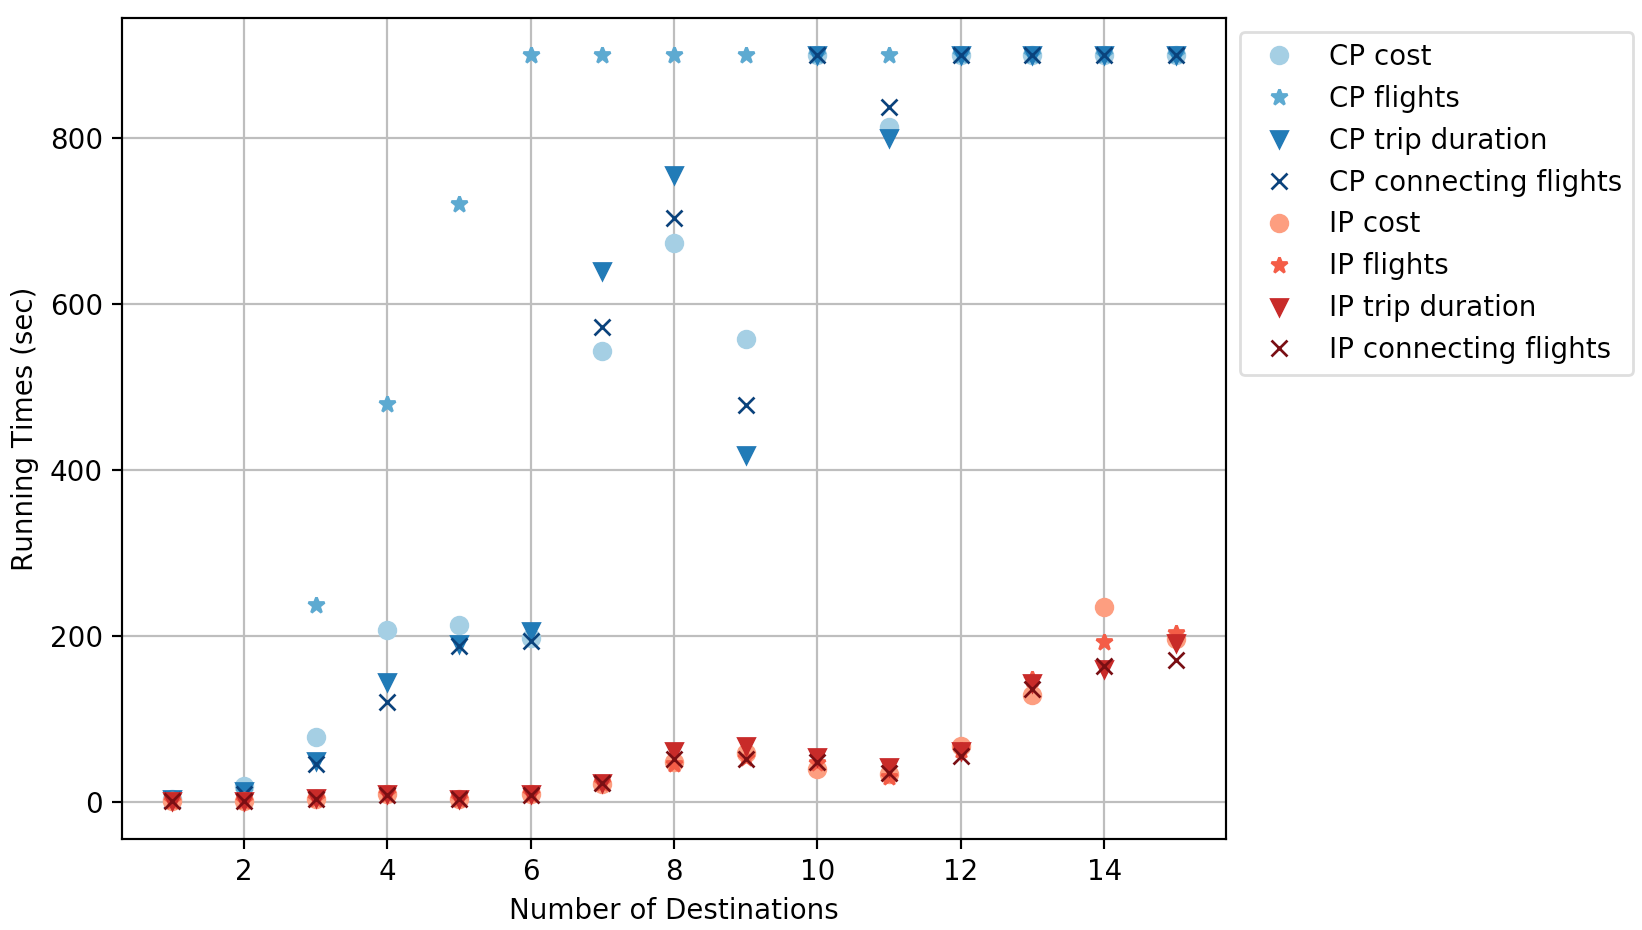 800
600
400
200
0
Running Times (sec)
2 4 6 8 10 12 14
Number of Destinations
CP cost
CP flights
CP trip duration
CP connecting flights
IP cost
IP flights
IP trip duration
IP connecting flights